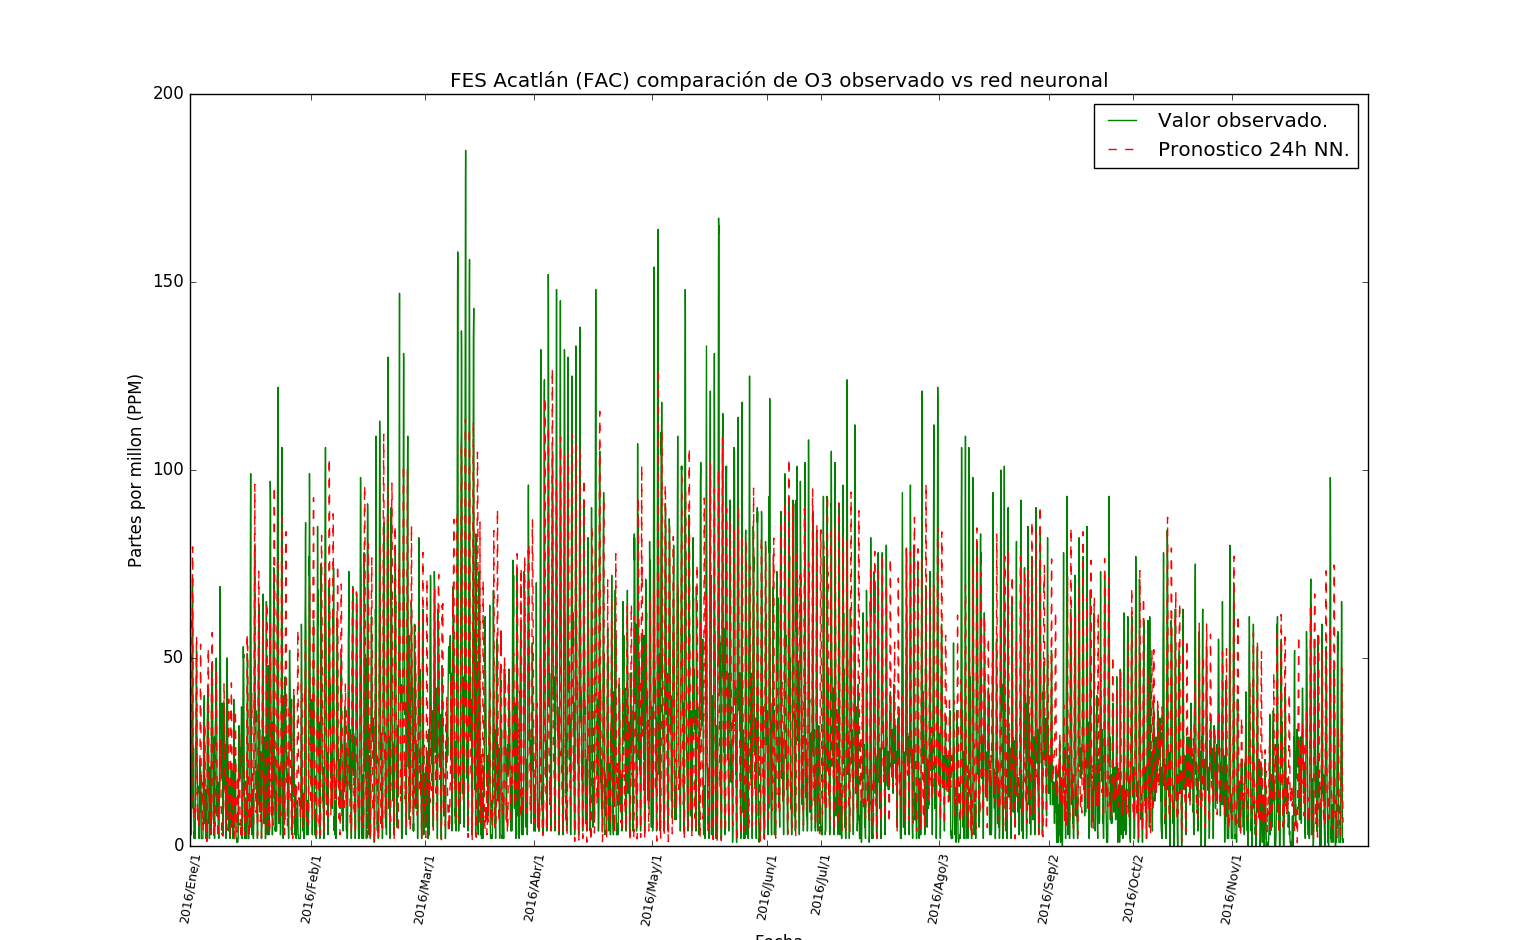 FES Acatlán (FAC) comparación de O3 observado vs red neuronal
Valor observado.
Pronostico 24h NN.
Partes por millon (PPM)
200
150
100
50
0
2016/Ene/1
2016/Feb/1
2016/Mar/1
2016/Abr/1
2016/May/1
2016/Jun/1
2016/Jul/1
2016/Ago/3
2016/Sep/2
2016/Oct/2
2016/Nov/1
Fecha